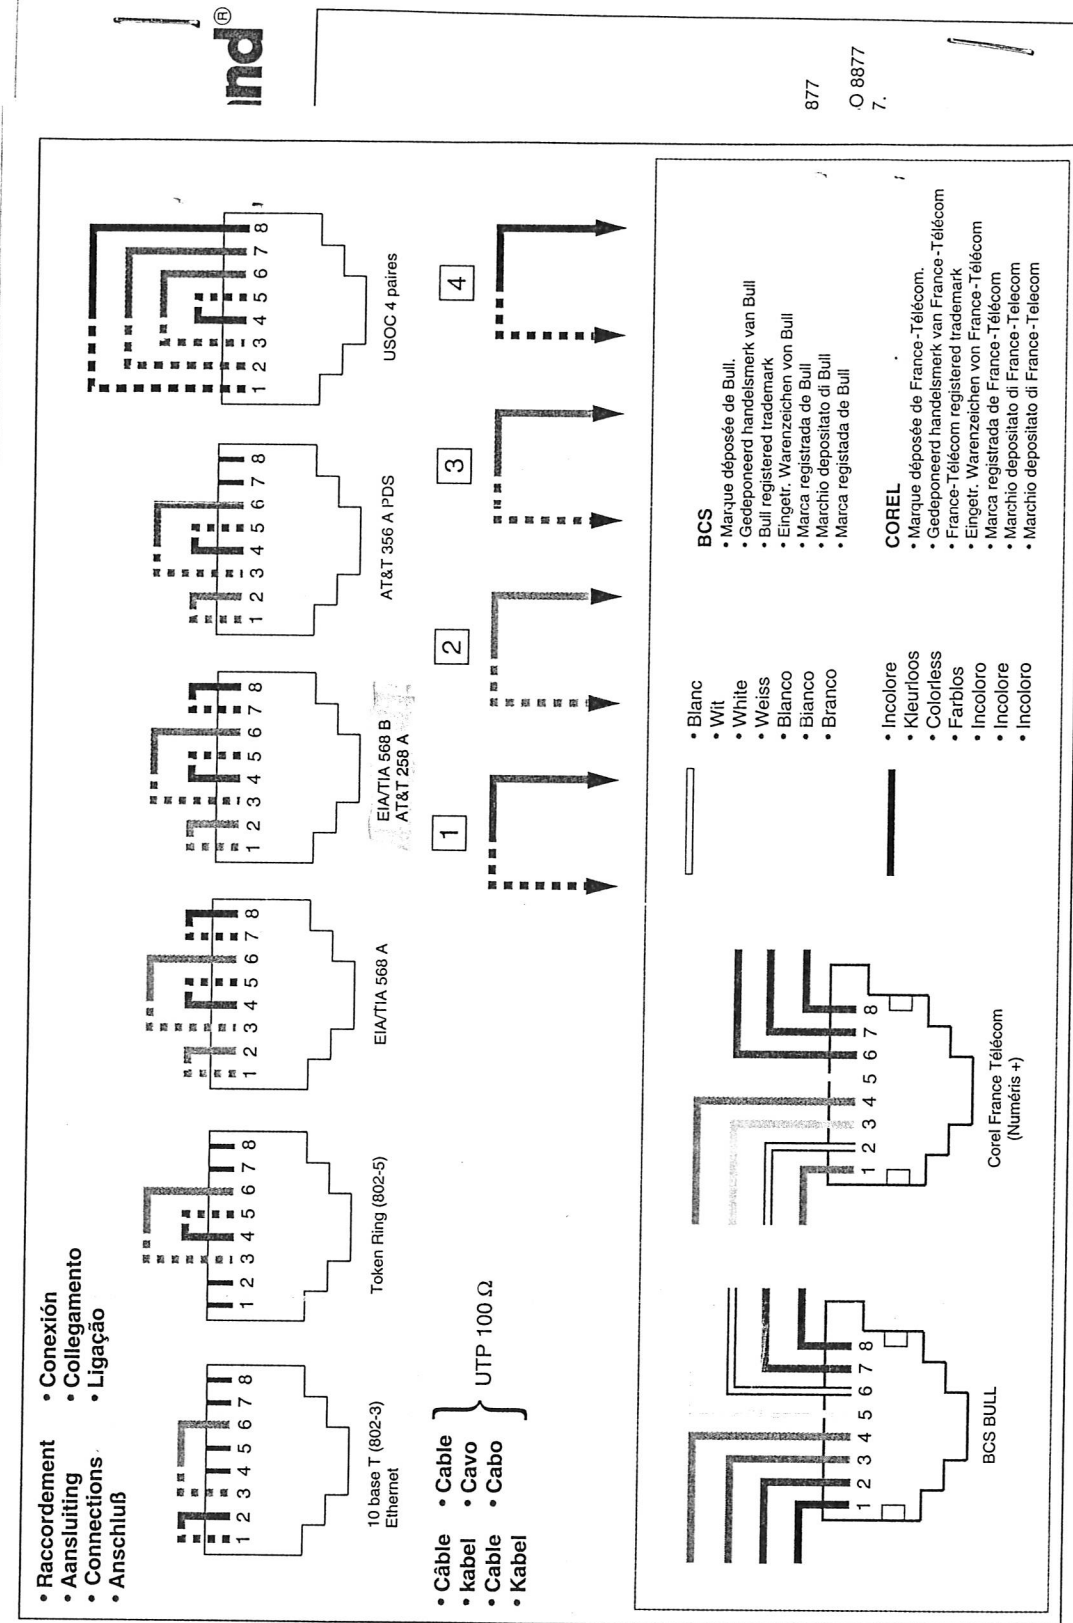 • Raccordement
• Aansluiting
• Connections
• Anschluß
• Conexión
• Collegamento
• Ligação
1 2 3 4 5 6 7 8
10 base T (802-3)
Ethernet
1 2 3 4 5 6 7 8
Token Ring (802-5)
1 2 3 4 5 6 7 8
EIA/TIA 568 A
1 2 3 4 5 6 7 8
EIA/TIA 568 B
AT&T 258 A
1 2 3 4 5 6 7 8
AT&T 356 A PDS
1 2 3 4 5 6 7 8
USOC 4 paires
• Câble
• kabel
• Cable
• Kabel
• Cable
• Cavo
• Cabo
UTP 100 Ω
1
2
3
4
1 2 3 4 5 6 7 8
BCS BULL
1 2 3 4 5 6 7 8
Corel France Télécom
(Numéris +)
• Blanc
• Wit
• White
• Weiss
• Blanco
• Bianco
• Branco
• Incolore
• Kleurloos
• Colorless
• Farblos
• Incoloro
• Incolore
• Incoloro
BCS
• Marque déposée de Bull.
• Gedeponeerd handelsmerk van Bull
• Bull registered trademark
• Eingetr. Warenzeichen von Bull
• Marca registrada de Bull
• Marchio depositato di Bull
• Marca registada de Bull
COREL
• Marque déposée de France-Télécom.
• Gedeponeerd handelsmerk van France-Télécom
• France-Télécom registered trademark
• Eingetr. Warenzeichen von France-Télécom
• Marca registrada de France-Télécom
• Marchio depositato di France-Telecom
• Marchio depositato di France-Telecom
nd®
877
O 8877
7.